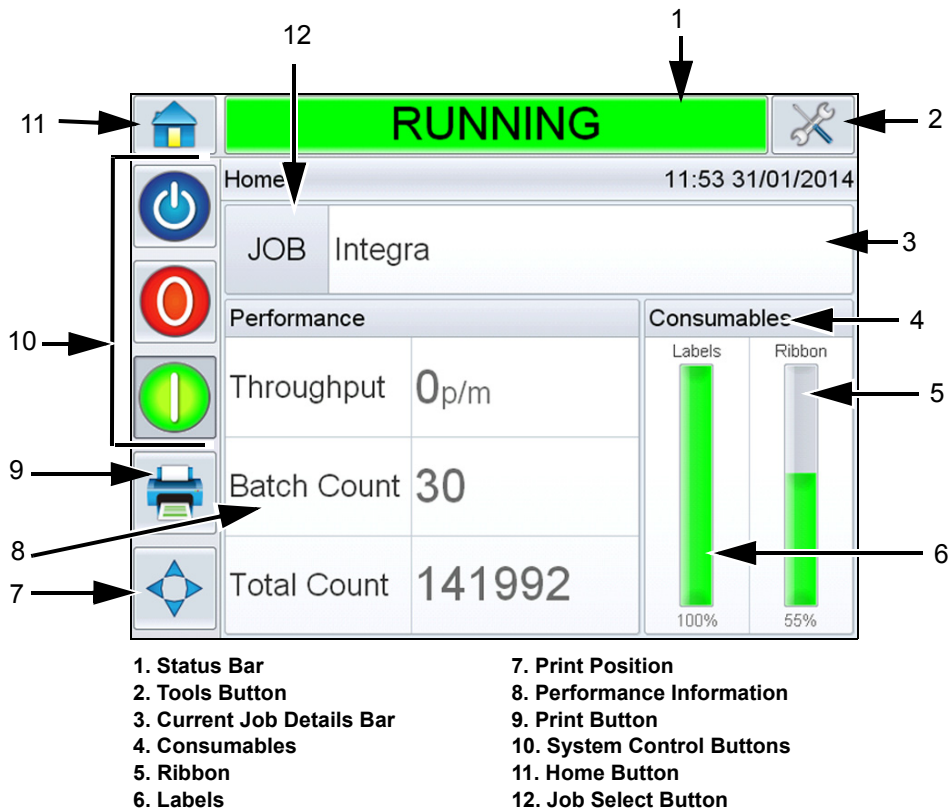 1
12
11
RUNNING
2
Home
11:53 31/01/2014
JOB
Integra
3
10
Performance
Consumables
4
Labels
Ribbon
Throughput
0p/m
5
9
Batch Count
30
8
6
7
Total Count
141992
100%
55%
1. Status Bar
2. Tools Button
3. Current Job Details Bar
4. Consumables
5. Ribbon
6. Labels
7. Print Position
8. Performance Information
9. Print Button
10. System Control Buttons
11. Home Button
12. Job Select Button